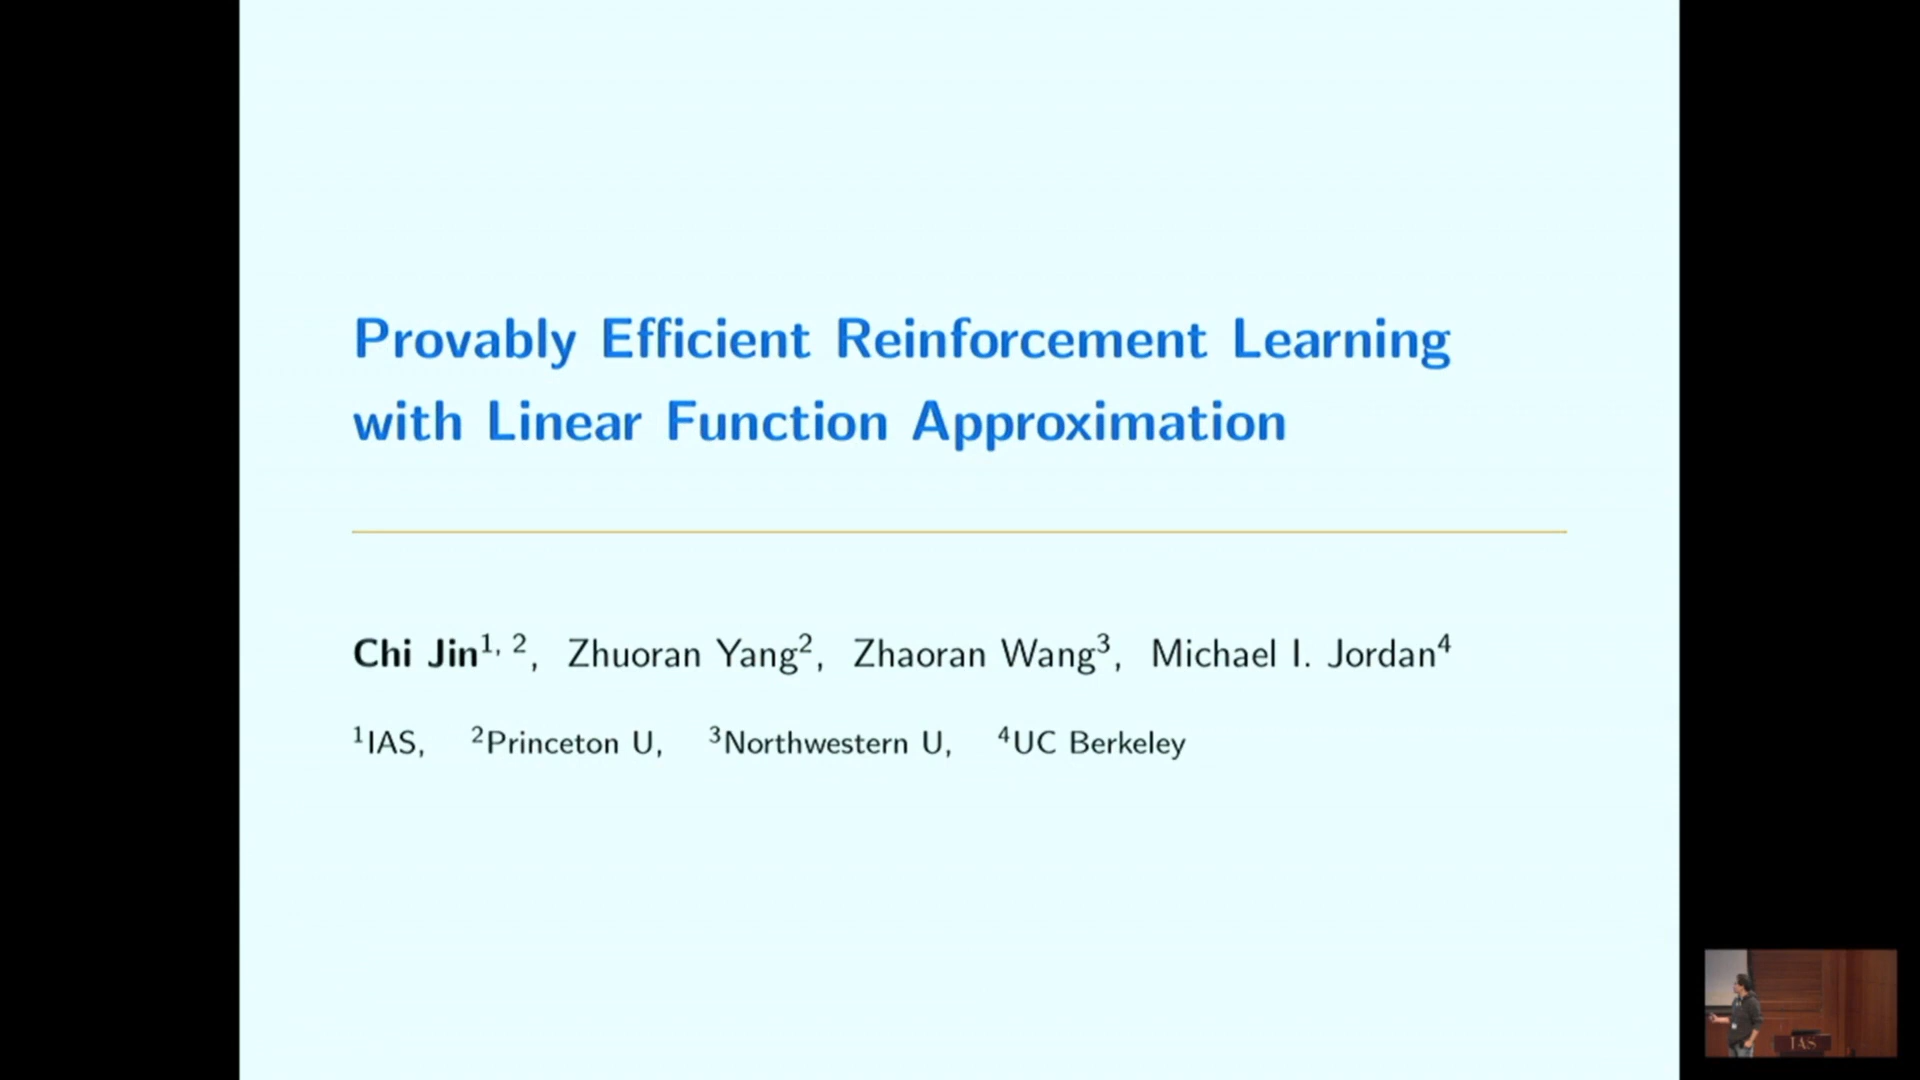 Provably Efficient Reinforcement Learning
with Linear Function Approximation
Chi Jin¹˒ ², Zhuoran Yang², Zhaoran Wang³, Michael I. Jordan⁴
¹IAS, ²Princeton U, ³Northwestern U, ⁴UC Berkeley
IAS